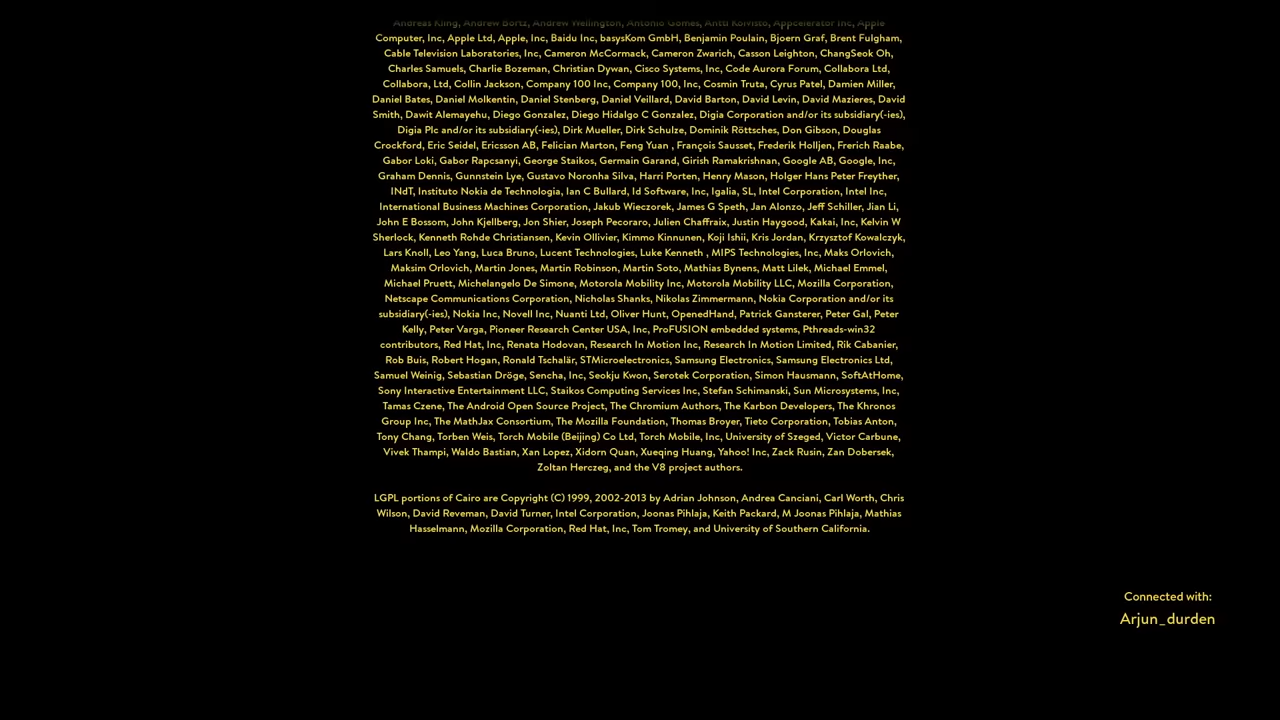 Andreas Kling, Andrew Bortz, Andrew Wellington, Antonio Gomes, Antti Koivisto, Appcelerator Inc, Apple
Computer, Inc, Apple Ltd, Apple, Inc, Baidu Inc, basysKom GmbH, Benjamin Poulain, Bjoern Graf, Brent Fulgham,
Cable Television Laboratories, Inc, Cameron McCormack, Cameron Zwarich, Casson Leighton, ChangSeok Oh,
Charles Samuels, Charlie Bozeman, Christian Dywan, Cisco Systems, Inc, Code Aurora Forum, Collabora Ltd,
Collabora, Ltd, Collin Jackson, Company 100 Inc, Company 100, Inc, Cosmin Truta, Cyrus Patel, Damien Miller,
Daniel Bates, Daniel Molkentin, Daniel Stenberg, Daniel Veillard, David Barton, David Levin, David Mazieres, David
Smith, Dawit Alemayehu, Diego Gonzalez, Diego Hidalgo C Gonzalez, Digia Corporation and/or its subsidiary(-ies),
Digia Plc and/or its subsidiary(-ies), Dirk Mueller, Dirk Schulze, Dominik Röttsches, Don Gibson, Douglas
Crockford, Eric Seidel, Ericsson AB, Felician Marton, Feng Yuan , François Sausset, Frederik Holljen, Frerich Raabe,
Gabor Loki, Gabor Rapcsanyi, George Staikos, Germain Garand, Girish Ramakrishnan, Google AB, Google, Inc,
Graham Dennis, Gunnstein Lye, Gustavo Noronha Silva, Harri Porten, Henry Mason, Holger Hans Peter Freyther,
INdT, Instituto Nokia de Technologia, Ian C Bullard, Id Software, Inc, Igalia, SL, Intel Corporation, Intel Inc,
International Business Machines Corporation, Jakub Wieczorek, James G Speth, Jan Alonzo, Jeff Schiller, Jian Li,
John E Bossom, John Kjellberg, Jon Shier, Joseph Pecoraro, Julien Chaffraix, Justin Haygood, Kakai, Inc, Kelvin W
Sherlock, Kenneth Rohde Christiansen, Kevin Ollivier, Kimmo Kinnunen, Koji Ishii, Kris Jordan, Krzysztof Kowalczyk,
Lars Knoll, Leo Yang, Luca Bruno, Lucent Technologies, Luke Kenneth , MIPS Technologies, Inc, Maks Orlovich,
Maksim Orlovich, Martin Jones, Martin Robinson, Martin Soto, Mathias Bynens, Matt Lilek, Michael Emmel,
Michael Pruett, Michelangelo De Simone, Motorola Mobility Inc, Motorola Mobility LLC, Mozilla Corporation,
Netscape Communications Corporation, Nicholas Shanks, Nikolas Zimmermann, Nokia Corporation and/or its
subsidiary(-ies), Nokia Inc, Novell Inc, Nuanti Ltd, Oliver Hunt, OpenedHand, Patrick Gansterer, Peter Gal, Peter
Kelly, Peter Varga, Pioneer Research Center USA, Inc, ProFUSION embedded systems, Pthreads-win32
contributors, Red Hat, Inc, Renata Hodovan, Research In Motion Inc, Research In Motion Limited, Rik Cabanier,
Rob Buis, Robert Hogan, Ronald Tschalär, STMicroelectronics, Samsung Electronics, Samsung Electronics Ltd,
Samuel Weinig, Sebastian Dröge, Sencha, Inc, Seokju Kwon, Serotek Corporation, Simon Hausmann, SoftAtHome,
Sony Interactive Entertainment LLC, Staikos Computing Services Inc, Stefan Schimanski, Sun Microsystems, Inc,
Tamas Czene, The Android Open Source Project, The Chromium Authors, The Karbon Developers, The Khronos
Group Inc, The MathJax Consortium, The Mozilla Foundation, Thomas Broyer, Tieto Corporation, Tobias Anton,
Tony Chang, Torben Weis, Torch Mobile (Beijing) Co Ltd, Torch Mobile, Inc, University of Szeged, Victor Carbune,
Vivek Thampi, Waldo Bastian, Xan Lopez, Xidorn Quan, Xueqing Huang, Yahoo! Inc, Zack Rusin, Zan Dobersek,
Zoltan Herczeg, and the V8 project authors.
LGPL portions of Cairo are Copyright (C) 1999, 2002-2013 by Adrian Johnson, Andrea Canciani, Carl Worth, Chris
Wilson, David Reveman, David Turner, Intel Corporation, Joonas Pihlaja, Keith Packard, M Joonas Pihlaja, Mathias
Hasselmann, Mozilla Corporation, Red Hat, Inc, Tom Tromey, and University of Southern California.
Connected with:
Arjun_durden